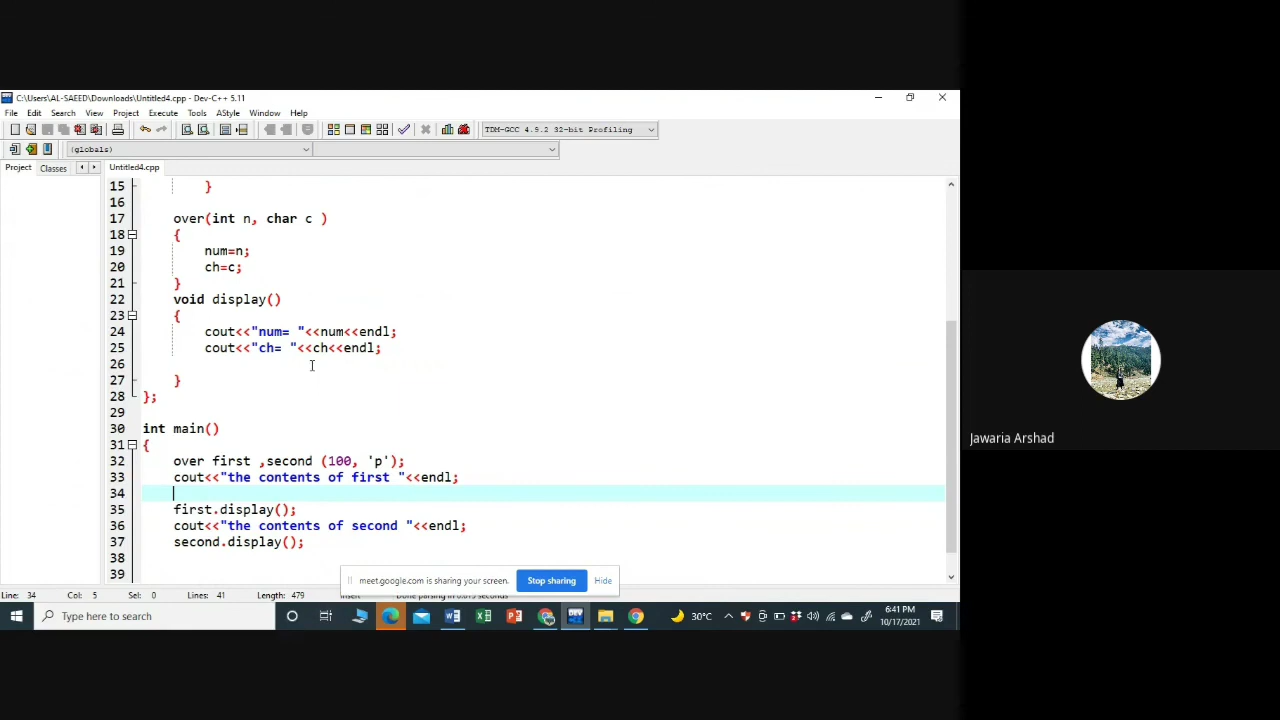 C:\Users\AL-SAEED\Downloads\Untitled4.cpp - Dev-C++ 5.11
File Edit Search View Project Execute Tools AStyle Window Help
TDM-GCC 4.9.2 32-bit Profiling
(globals)
Project Classes Untitled4.cpp
15 }
16
17 over(int n, char c )
18 {
19 num=n;
20 ch=c;
21 }
22 void display()
23 {
24 cout<<"num= "<<num<<endl;
25 cout<<"ch= "<<ch<<endl;
26
27 }
28 };
29
30 int main()
31 {
32 over first ,second (100, 'p');
33 cout<<"the contents of first "<<endl;
34
35 first.display();
36 cout<<"the contents of second "<<endl;
37 second.display();
38
39
meet.google.com is sharing your screen. Stop sharing Hide
Line: 34 Col: 5 Sel: 0 Lines: 41 Length: 479
Type here to search
30°C
6:41 PM
10/17/2021
Jawaria Arshad